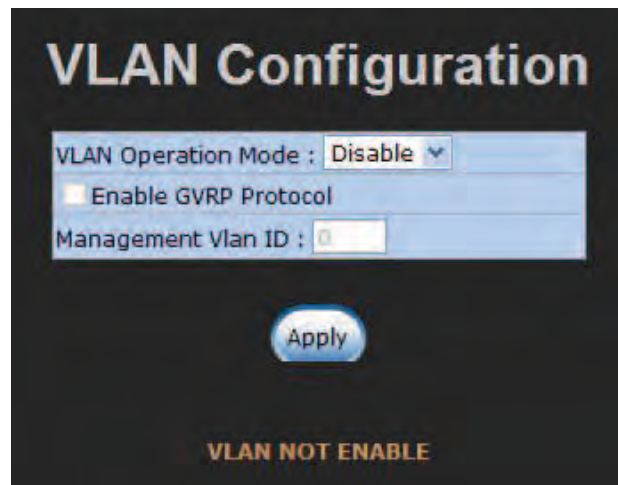 VLAN Configuration
VLAN Operation Mode : Disable
Enable GVRP Protocol
Management Vlan ID : 0
Apply
VLAN NOT ENABLE